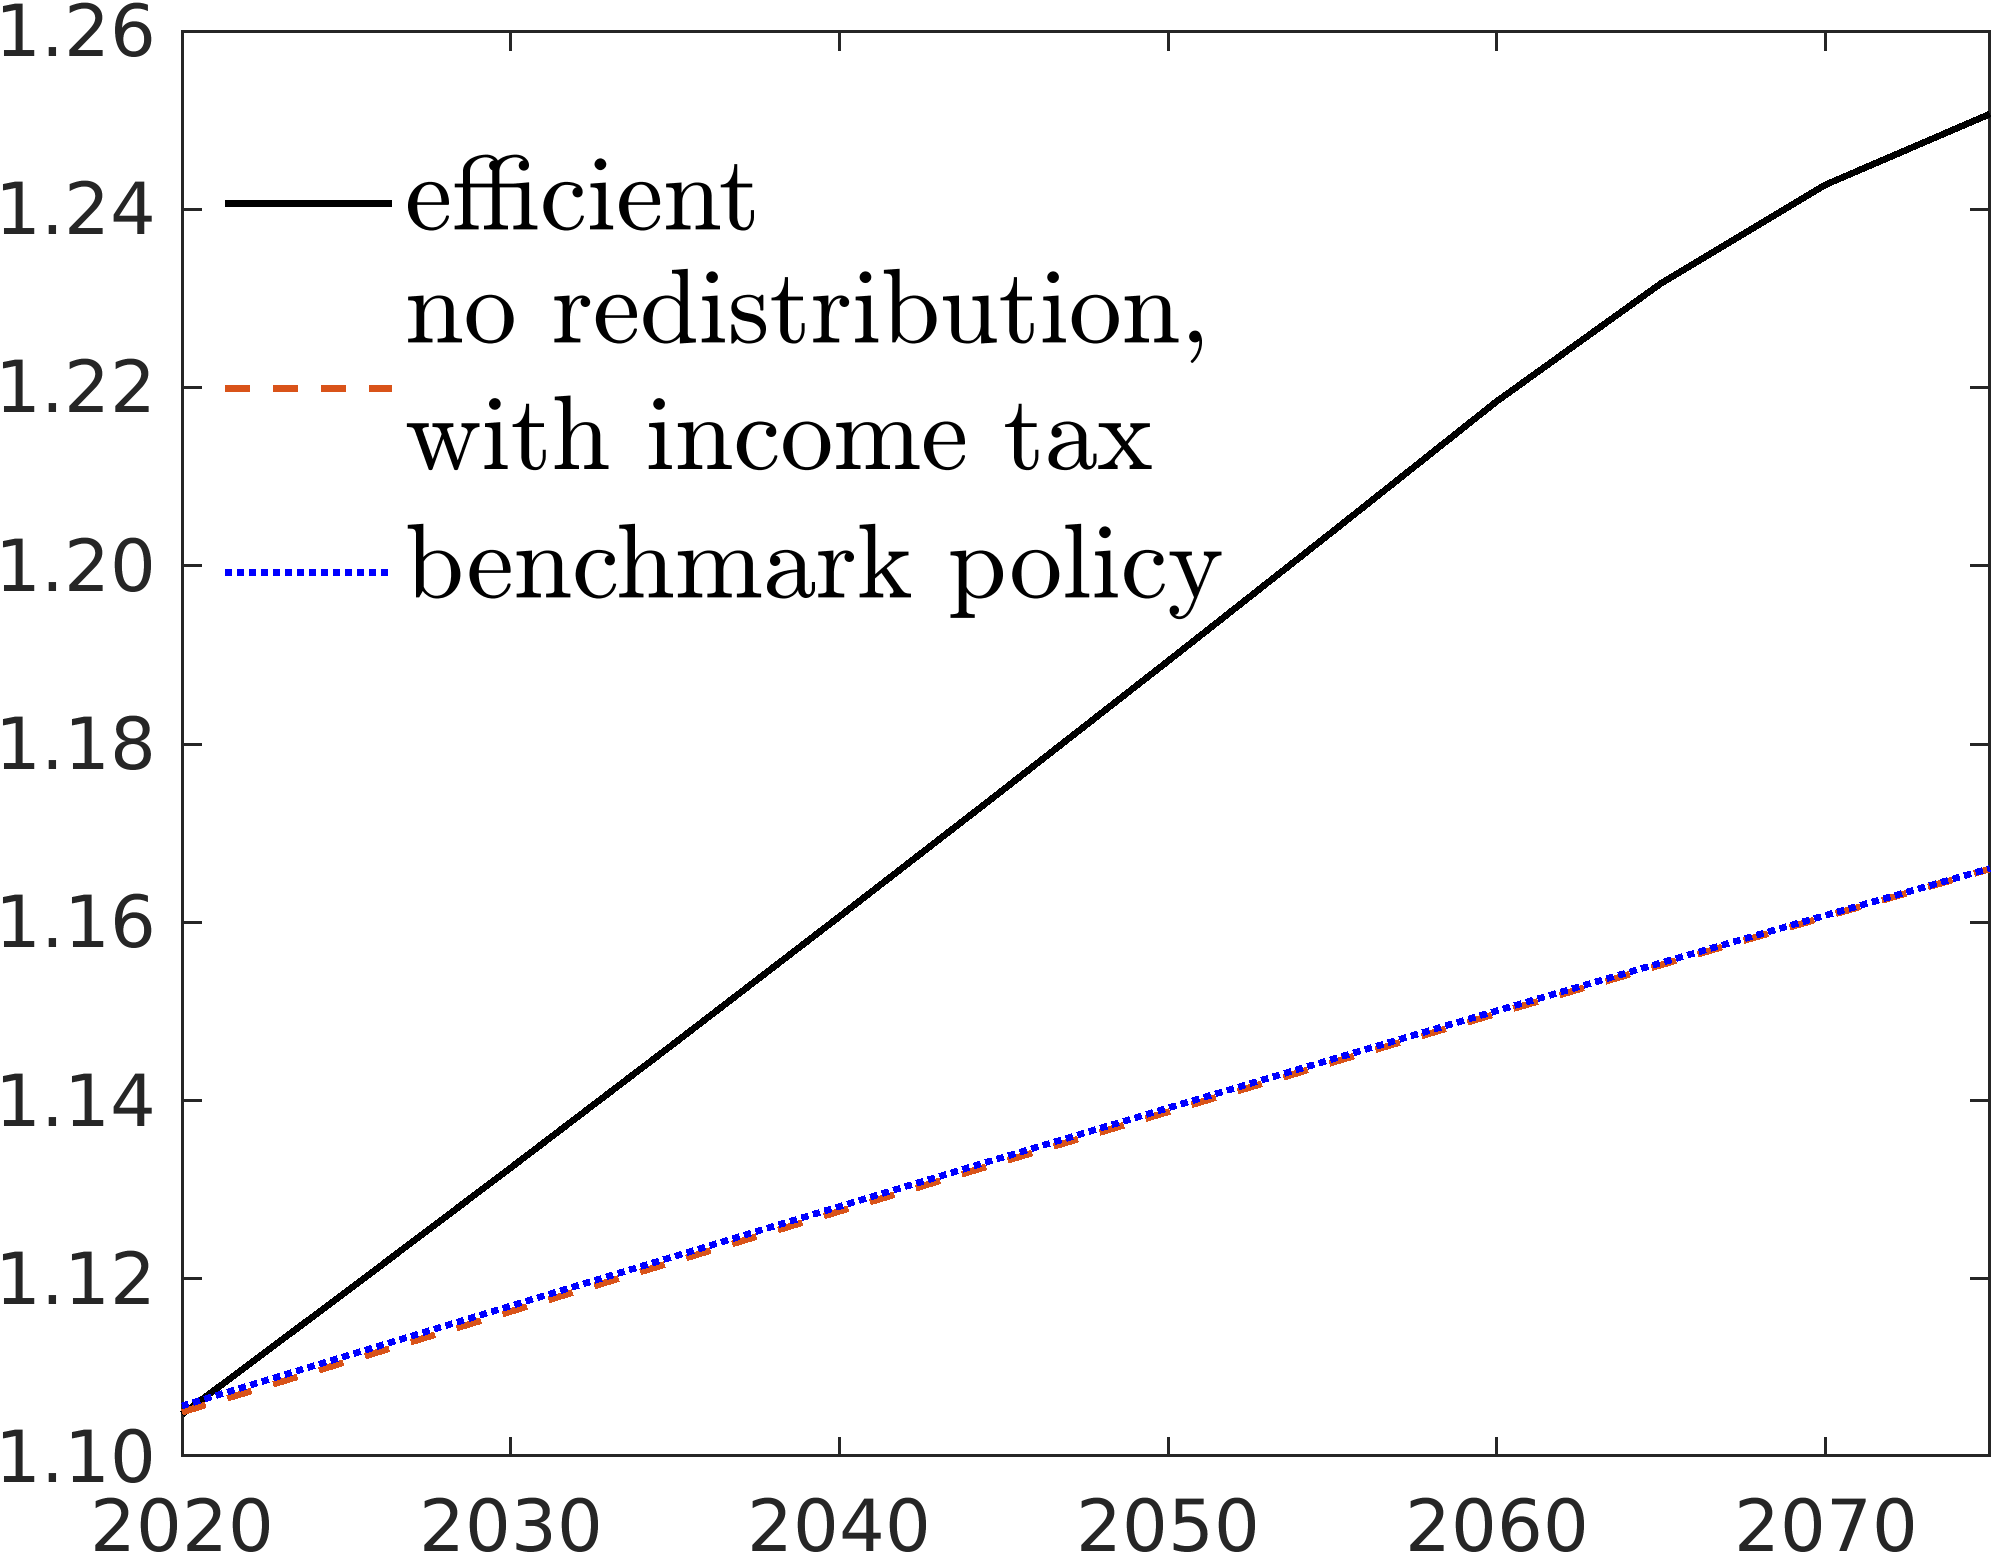 1.26
1.24
1.22
1.20
1.18
1.16
1.14
1.12
1.10
efficient
no redistribution,
with income tax
benchmark policy
2020 2030 2040 2050 2060 2070